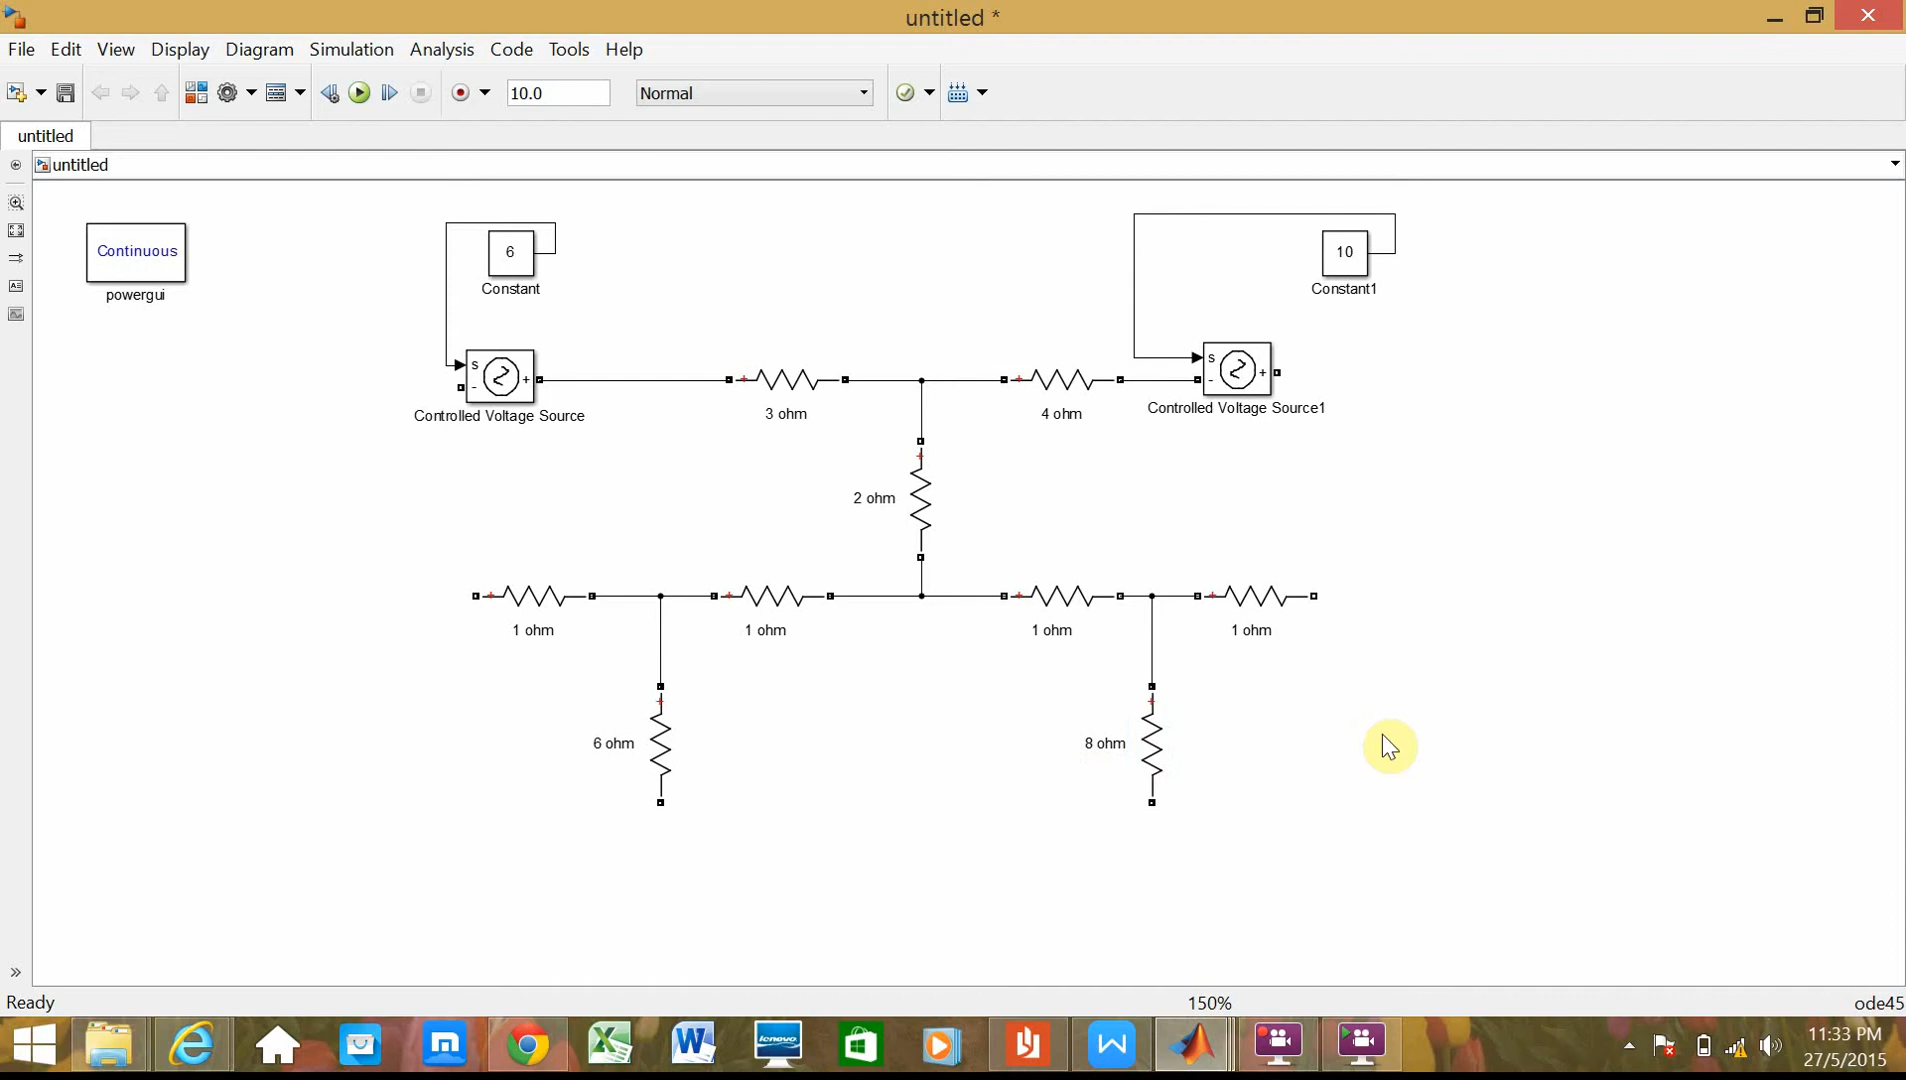 untitled *
File Edit View Display Diagram Simulation Analysis Code Tools Help
10.0 Normal
untitled
untitled
Continuous
powergui
6
Constant
10
Constant1
s
- +
Controlled Voltage Source
3 ohm
4 ohm
s
- +
Controlled Voltage Source1
2 ohm
1 ohm 1 ohm 1 ohm 1 ohm
6 ohm 8 ohm
Ready 150% ode45
lenovo
11:33 PM
27/5/2015